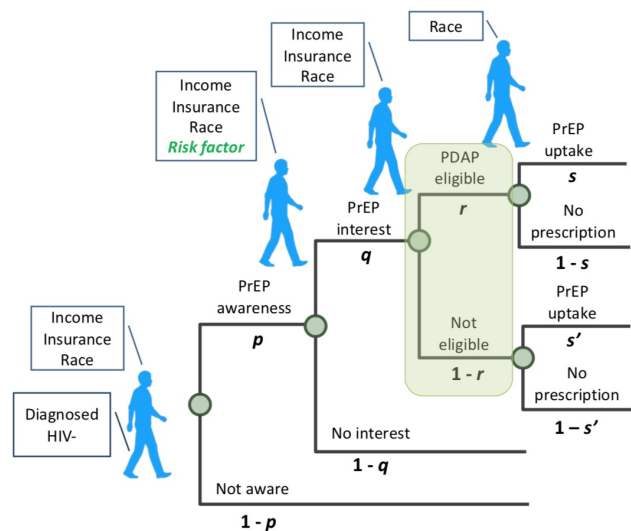 Race
Income
Insurance
Race
Income
Insurance
Race
Risk factor
PrEP
uptake
s
PDAP
eligible
r
No
prescription
1 - s
PrEP
interest
q
PrEP
uptake
s’
PrEP
awareness
p
Not
eligible
1 - r
No
prescription
1 – s’
Income
Insurance
Race
Diagnosed
HIV-
No interest
1 - q
Not aware
1 - p